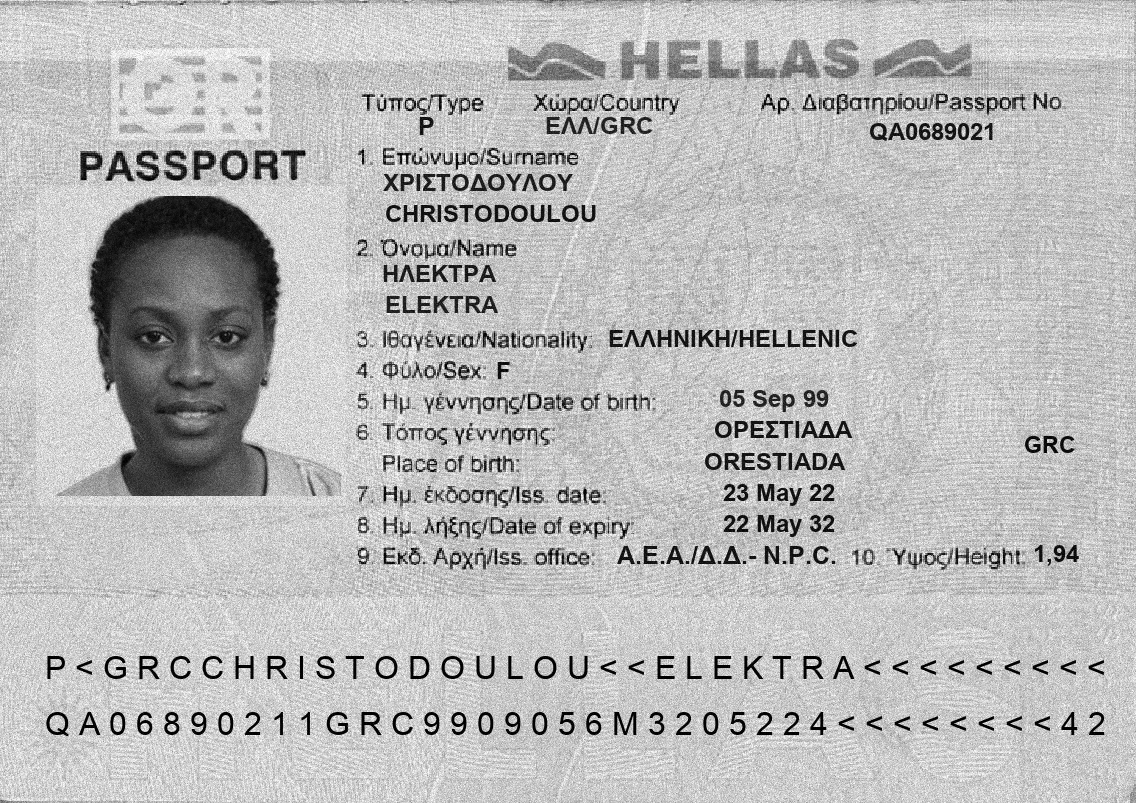 GR
PASSPORT
HELLAS
Τύπος/Type Χώρα/Country Αρ. Διαβατηρίου/Passport No.
P ΕΛΛ/GRC QA0689021
1. Επώνυμο/Surname
ΧΡΙΣΤΟΔΟΥΛΟΥ
CHRISTODOULOU
2. Όνομα/Name
ΗΛΕΚΤΡΑ
ELEKTRA
3. Ιθαγένεια/Nationality: ΕΛΛΗΝΙΚΗ/HELLENIC
4. Φύλο/Sex: F
5. Ημ. γέννησης/Date of birth: 05 Sep 99
6. Τόπος γέννησης: ΟΡΕΣΤΙΑΔΑ
Place of birth: ORESTIADA GRC
7. Ημ. έκδοσης/Iss. date: 23 May 22
8. Ημ. λήξης/Date of expiry: 22 May 32
9 Εκδ. Αρχή/Iss. office: Α.Ε.Α./Δ.Δ.- N.P.C. 10. Ύψος/Height: 1,94
P<GRCCHRISTODOULOU<<ELEKTRA<<<<<<<<<
QA06890211GRC9909056M3205224<<<<<<<<42